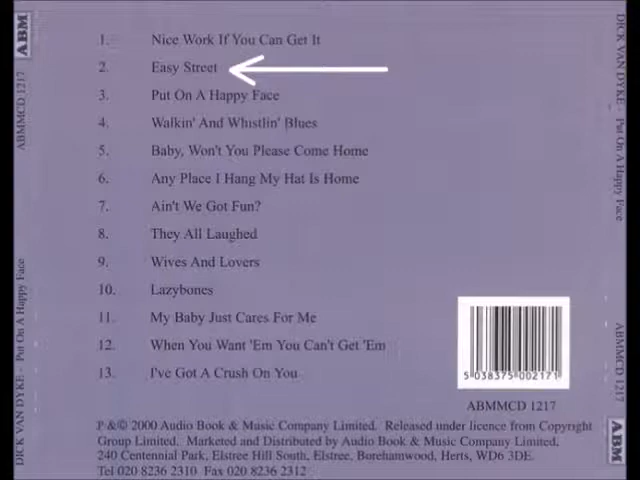 1. Nice Work If You Can Get It
2. Easy Street
3. Put On A Happy Face
4. Walkin' And Whistlin' Blues
5. Baby, Won't You Please Come Home
6. Any Place I Hang My Hat Is Home
7. Ain't We Got Fun?
8. They All Laughed
9. Wives And Lovers
10. Lazybones
11. My Baby Just Cares For Me
12. When You Want 'Em You Can't Get 'Em
13. I've Got A Crush On You
5 038375 002171
ABMMCD 1217
P &© 2000 Audio Book & Music Company Limited. Released under licence from Copyright
Group Limited. Marketed and Distributed by Audio Book & Music Company Limited,
240 Centennial Park, Elstree Hill South, Elstree, Borehamwood, Herts, WD6 3DE.
Tel 020 8236 2310 Fax 020 8236 2312
DICK VAN DYKE - Put On A Happy Face ABMMCD 1217 ABM
DICK VAN DYKE - Put On A Happy Face ABMMCD 1217 ABM